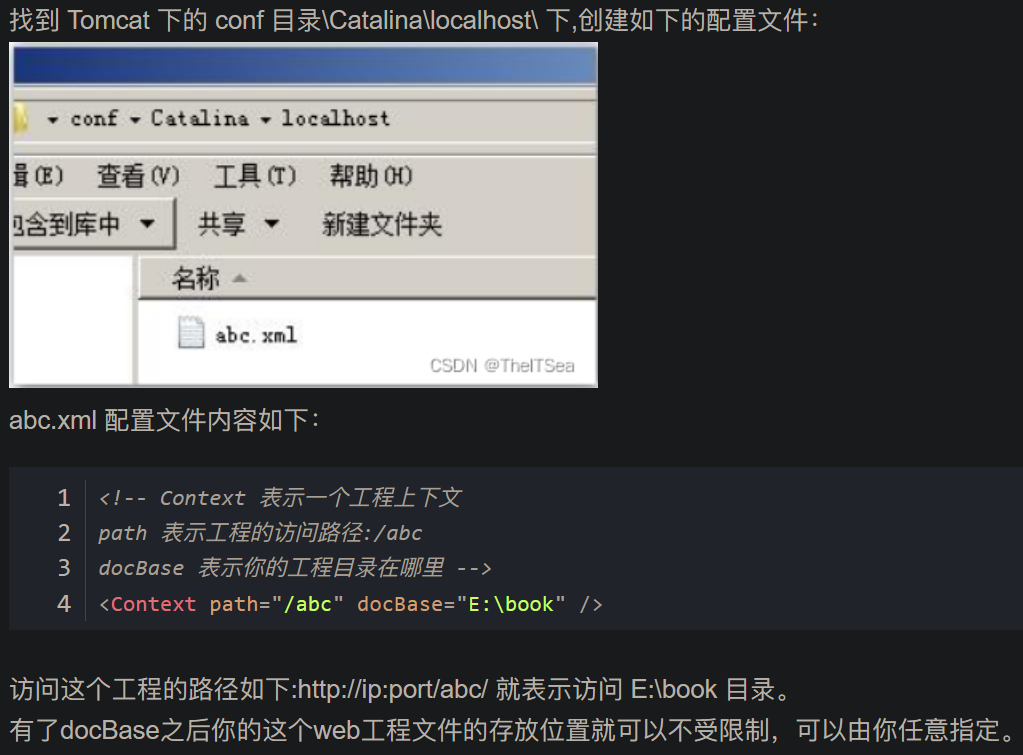 找到 Tomcat 下的 conf 目录\Catalina\localhost\ 下,创建如下的配置文件：
conf Catalina localhost
辑(E) 查看(V) 工具(T) 帮助(H)
包含到库中 共享 新建文件夹
名称
abc.xml
CSDN @TheITSea
abc.xml 配置文件内容如下：
1 <!-- Context 表示一个工程上下文
2 path 表示工程的访问路径:/abc
3 docBase 表示你的工程目录在哪里 -->
4 <Context path="/abc" docBase="E:\book" />
访问这个工程的路径如下:http://ip:port/abc/ 就表示访问 E:\book 目录。
有了docBase之后你的这个web工程文件的存放位置就可以不受限制，可以由你任意指定。